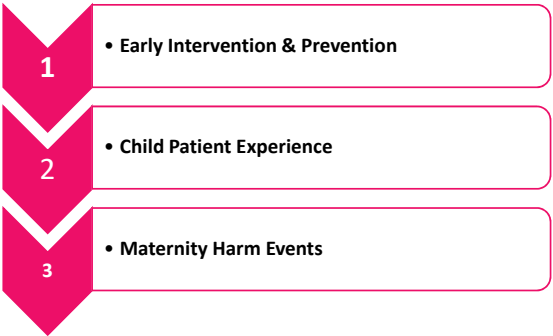 1
• Early Intervention & Prevention
2
• Child Patient Experience
3
• Maternity Harm Events